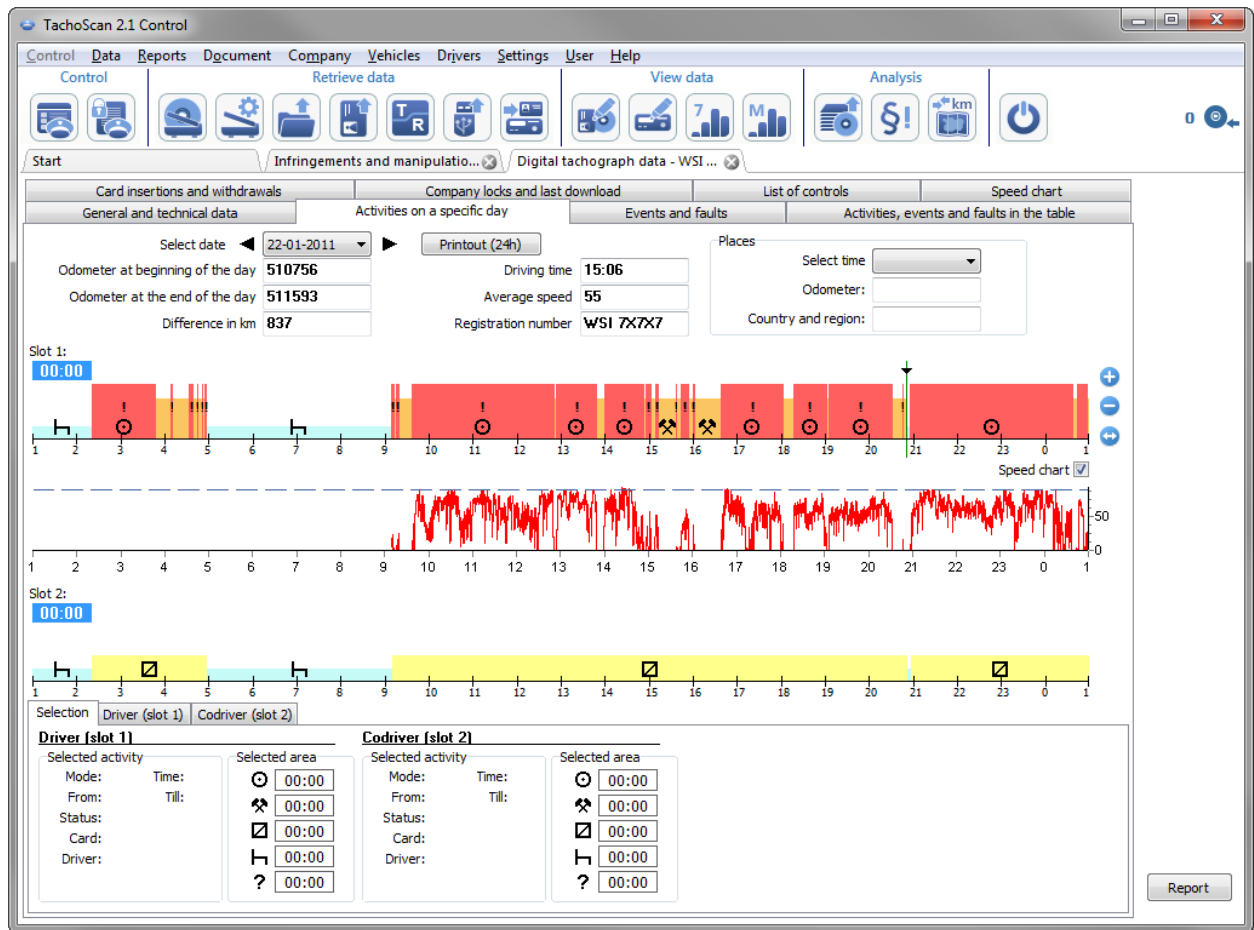 TachoScan 2.1 Control
Control Data Reports Document Company Vehicles Drivers Settings User Help
Control Retrieve data View data Analysis
T R 7 M §! km 0
Start Infringements and manipulatio... Digital tachograph data - WSI ...
Card insertions and withdrawals Company locks and last download List of controls Speed chart
General and technical data Activities on a specific day Events and faults Activities, events and faults in the table
Select date 22-01-2011 Printout (24h) Places
Select time
Odometer at beginning of the day 510756 Driving time 15:06
Odometer at the end of the day 511593 Average speed 55 Odometer:
Difference in km 837 Registration number WSI 7X7X7 Country and region:
Slot 1:
00:00
! ! ! ! ! ! ! ! ! ! ! ! ! ! ! ! ! ! ! ! !
1 2 3 4 5 6 7 8 9 10 11 12 13 14 15 16 17 18 19 20 21 22 23 0 1
Speed chart
50
0
1 2 3 4 5 6 7 8 9 10 11 12 13 14 15 16 17 18 19 20 21 22 23 0 1
Slot 2:
00:00
1 2 3 4 5 6 7 8 9 10 11 12 13 14 15 16 17 18 19 20 21 22 23 0 1
Selection Driver (slot 1) Codriver (slot 2)
Driver (slot 1) Codriver (slot 2)
Selected activity Selected area Selected activity Selected area
Mode: Time: 00:00 Mode: Time: 00:00
From: Till: 00:00 From: Till: 00:00
Status: 00:00 Status: 00:00
Card: 00:00 Card: 00:00
Driver: ? 00:00 Driver: ? 00:00
Report